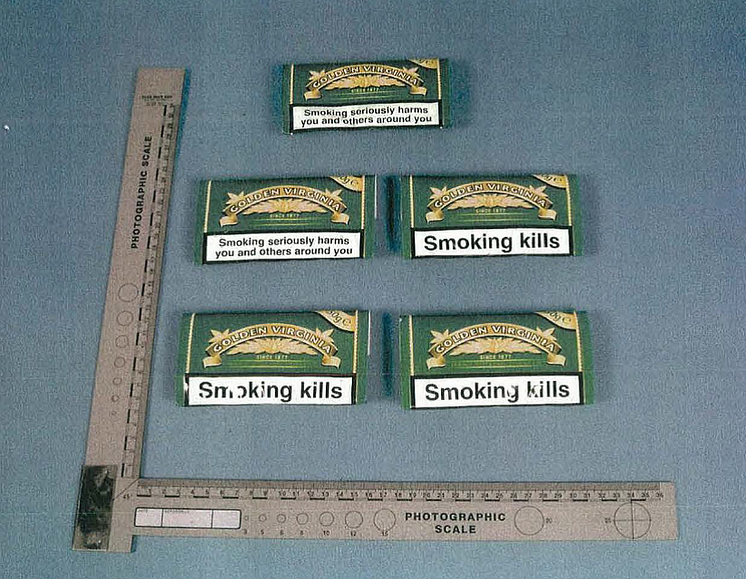 GOLDEN VIRGINIA
SINCE 1877
Smoking seriously harms
you and others around you
GOLDEN VIRGINIA
SINCE 1877
Smoking seriously harms
you and others around you
GOLDEN VIRGINIA
SINCE 1877
Smoking kills
GOLDEN VIRGINIA
SINCE 1877
Smoking kills
GOLDEN VIRGINIA
SINCE 1877
Smoking kills
PHOTOGRAPHIC SCALE
PHOTOGRAPHIC
SCALE